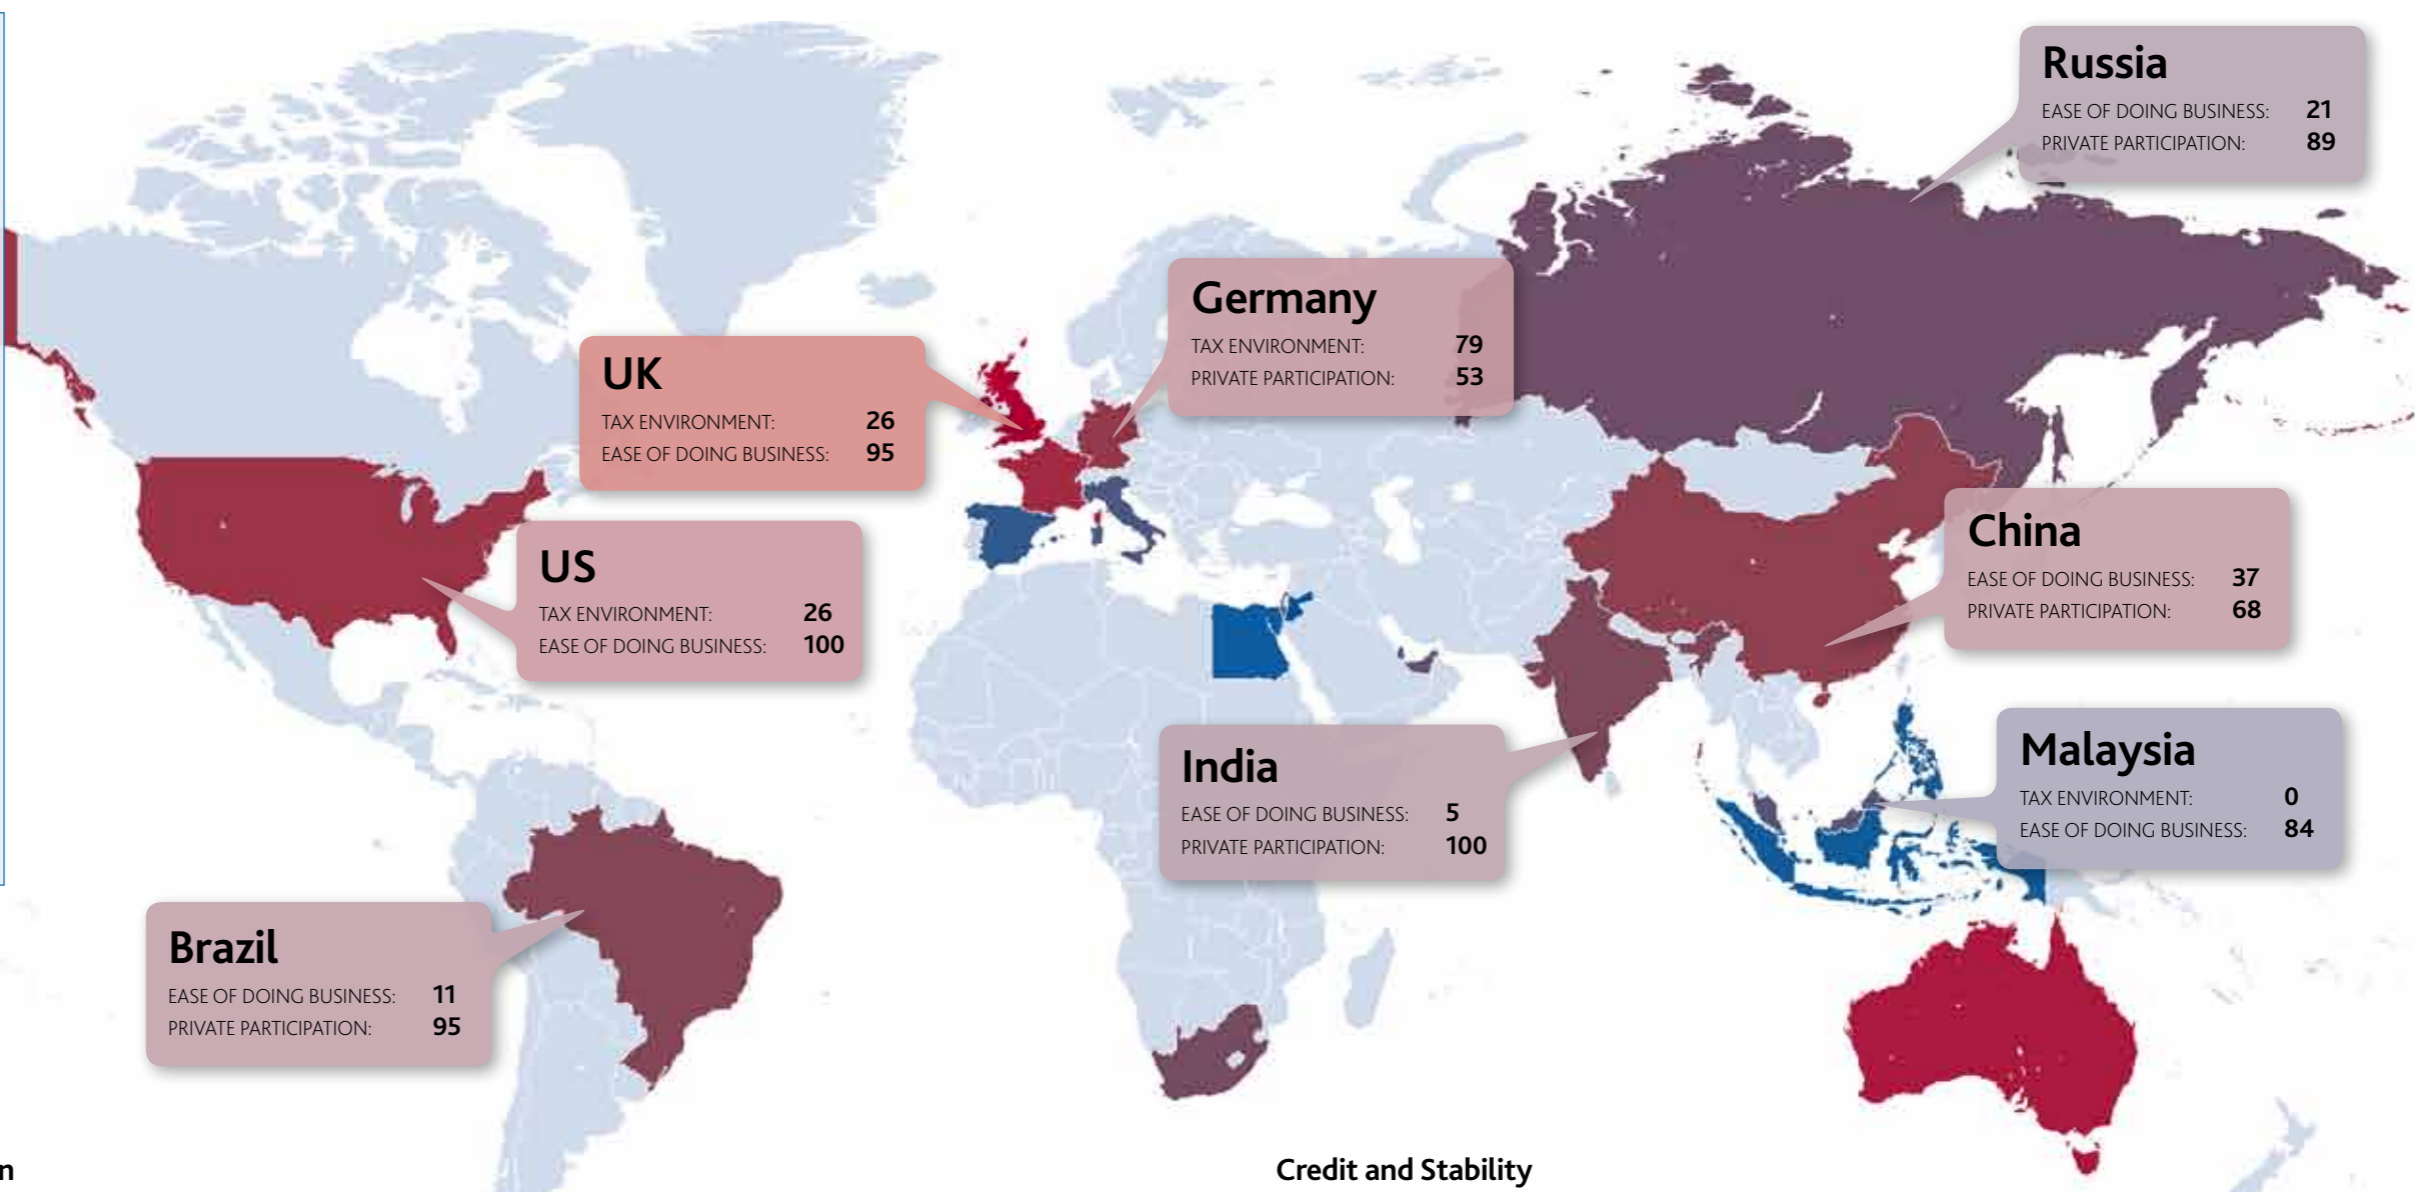 Russia
EASE OF DOING BUSINESS: 21
PRIVATE PARTICIPATION: 89
Germany
TAX ENVIRONMENT: 79
PRIVATE PARTICIPATION: 53
UK
TAX ENVIRONMENT: 26
EASE OF DOING BUSINESS: 95
US
TAX ENVIRONMENT: 26
EASE OF DOING BUSINESS: 100
China
EASE OF DOING BUSINESS: 37
PRIVATE PARTICIPATION: 68
India
EASE OF DOING BUSINESS: 5
PRIVATE PARTICIPATION: 100
Malaysia
TAX ENVIRONMENT: 0
EASE OF DOING BUSINESS: 84
Brazil
EASE OF DOING BUSINESS: 11
PRIVATE PARTICIPATION: 95
Credit and Stability